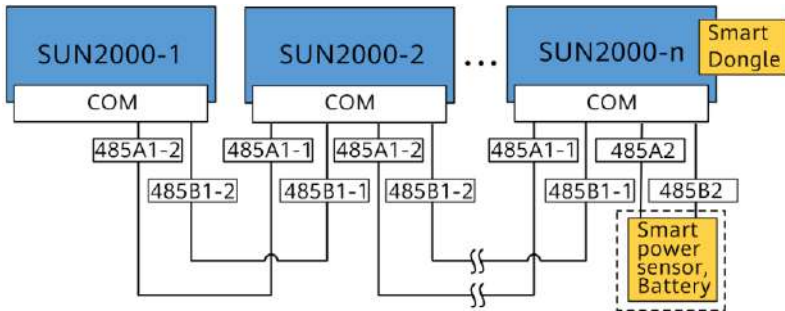 SUN2000-1
SUN2000-2
...
SUN2000-n
Smart
Dongle
COM
COM
COM
485A1-2
485A1-1
485A1-2
485A1-1
485A2
485B1-2
485B1-1
485B1-2
485B1-1
485B2
Smart
power
sensor,
Battery